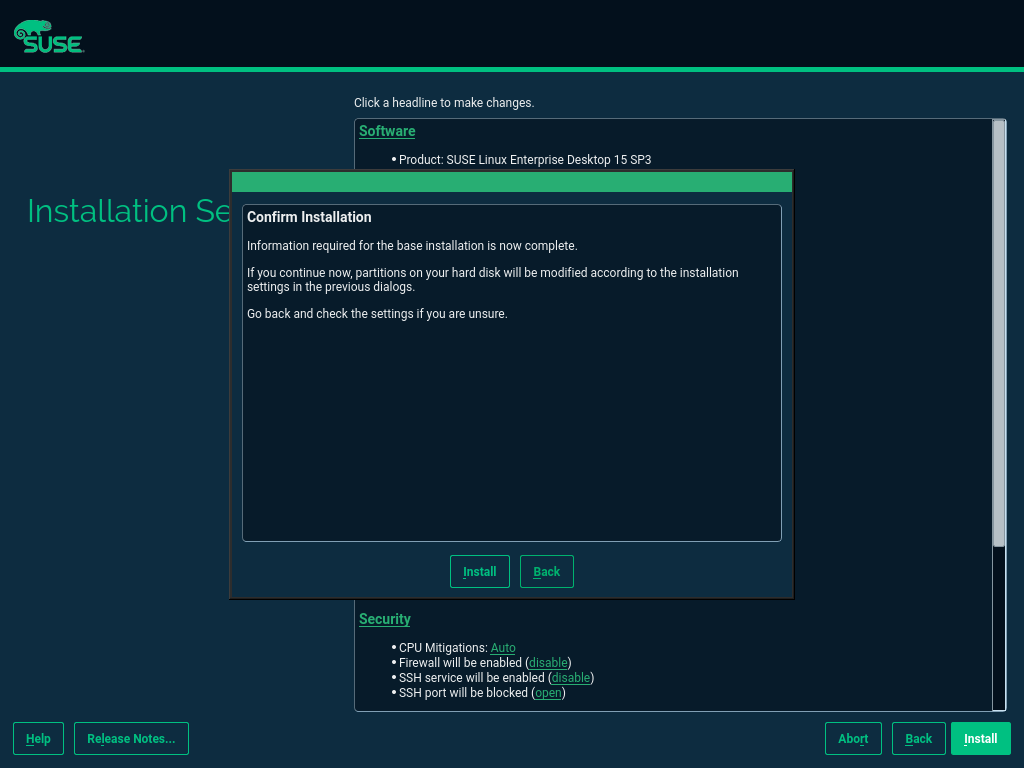 SUSE
Click a headline to make changes.
Software
• Product: SUSE Linux Enterprise Desktop 15 SP3
Installation Se
Confirm Installation
Information required for the base installation is now complete.
If you continue now, partitions on your hard disk will be modified according to the installation
settings in the previous dialogs.
Go back and check the settings if you are unsure.
Install Back
Security
• CPU Mitigations: Auto
• Firewall will be enabled (disable)
• SSH service will be enabled (disable)
• SSH port will be blocked (open)
Help Release Notes... Abort Back Install